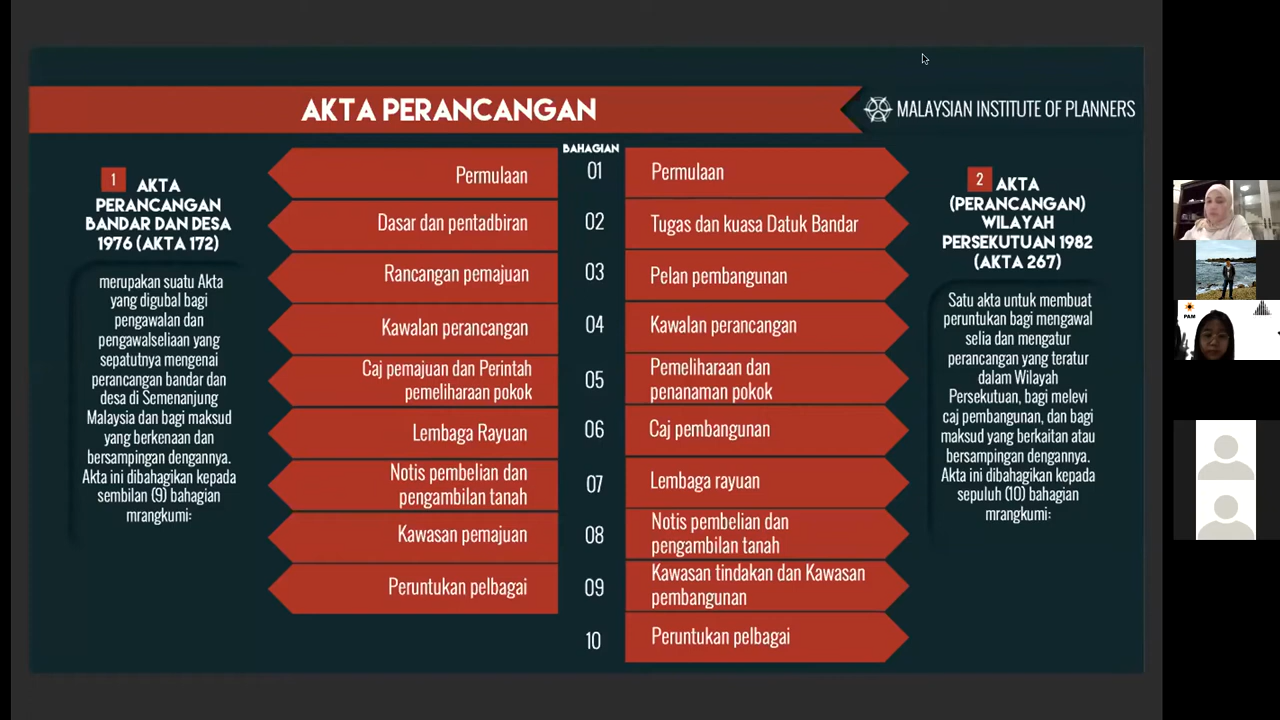 AKTA PERANCANGAN
MALAYSIAN INSTITUTE OF PLANNERS
1
AKTA
PERANCANGAN
BANDAR DAN DESA
1976 (AKTA 172)
merupakan suatu Akta
yang digubal bagi
pengawalan dan
pengawalseliaan yang
sepatutnya mengenai
perancangan bandar dan
desa di Semenanjung
Malaysia dan bagi maksud
yang berkenaan dan
bersampingan dengannya.
Akta ini dibahagikan kepada
sembilan (9) bahagian
mrangkumi:
Permulaan
Dasar dan pentadbiran
Rancangan pemajuan
Kawalan perancangan
Caj pemajuan dan Perintah
pemeliharaan pokok
Lembaga Rayuan
Notis pembelian dan
pengambilan tanah
Kawasan pemajuan
Peruntukan pelbagai
BAHAGIAN
01
02
03
04
05
06
07
08
09
10
Permulaan
Tugas dan kuasa Datuk Bandar
Pelan pembangunan
Kawalan perancangan
Pemeliharaan dan
penanaman pokok
Caj pembangunan
Lembaga rayuan
Notis pembelian dan
pengambilan tanah
Kawasan tindakan dan Kawasan
pembangunan
Peruntukan pelbagai
2
AKTA
(PERANCANGAN)
WILAYAH
PERSEKUTUAN 1982
(AKTA 267)
Satu akta untuk membuat
peruntukan bagi mengawal
selia dan mengatur
perancangan yang teratur
dalam Wilayah
Persekutuan, bagi melevi
caj pembangunan, dan bagi
maksud yang berkaitan atau
bersampingan dengannya.
Akta ini dibahagikan kepada
sepuluh (10) bahagian
mrangkumi:
PAM